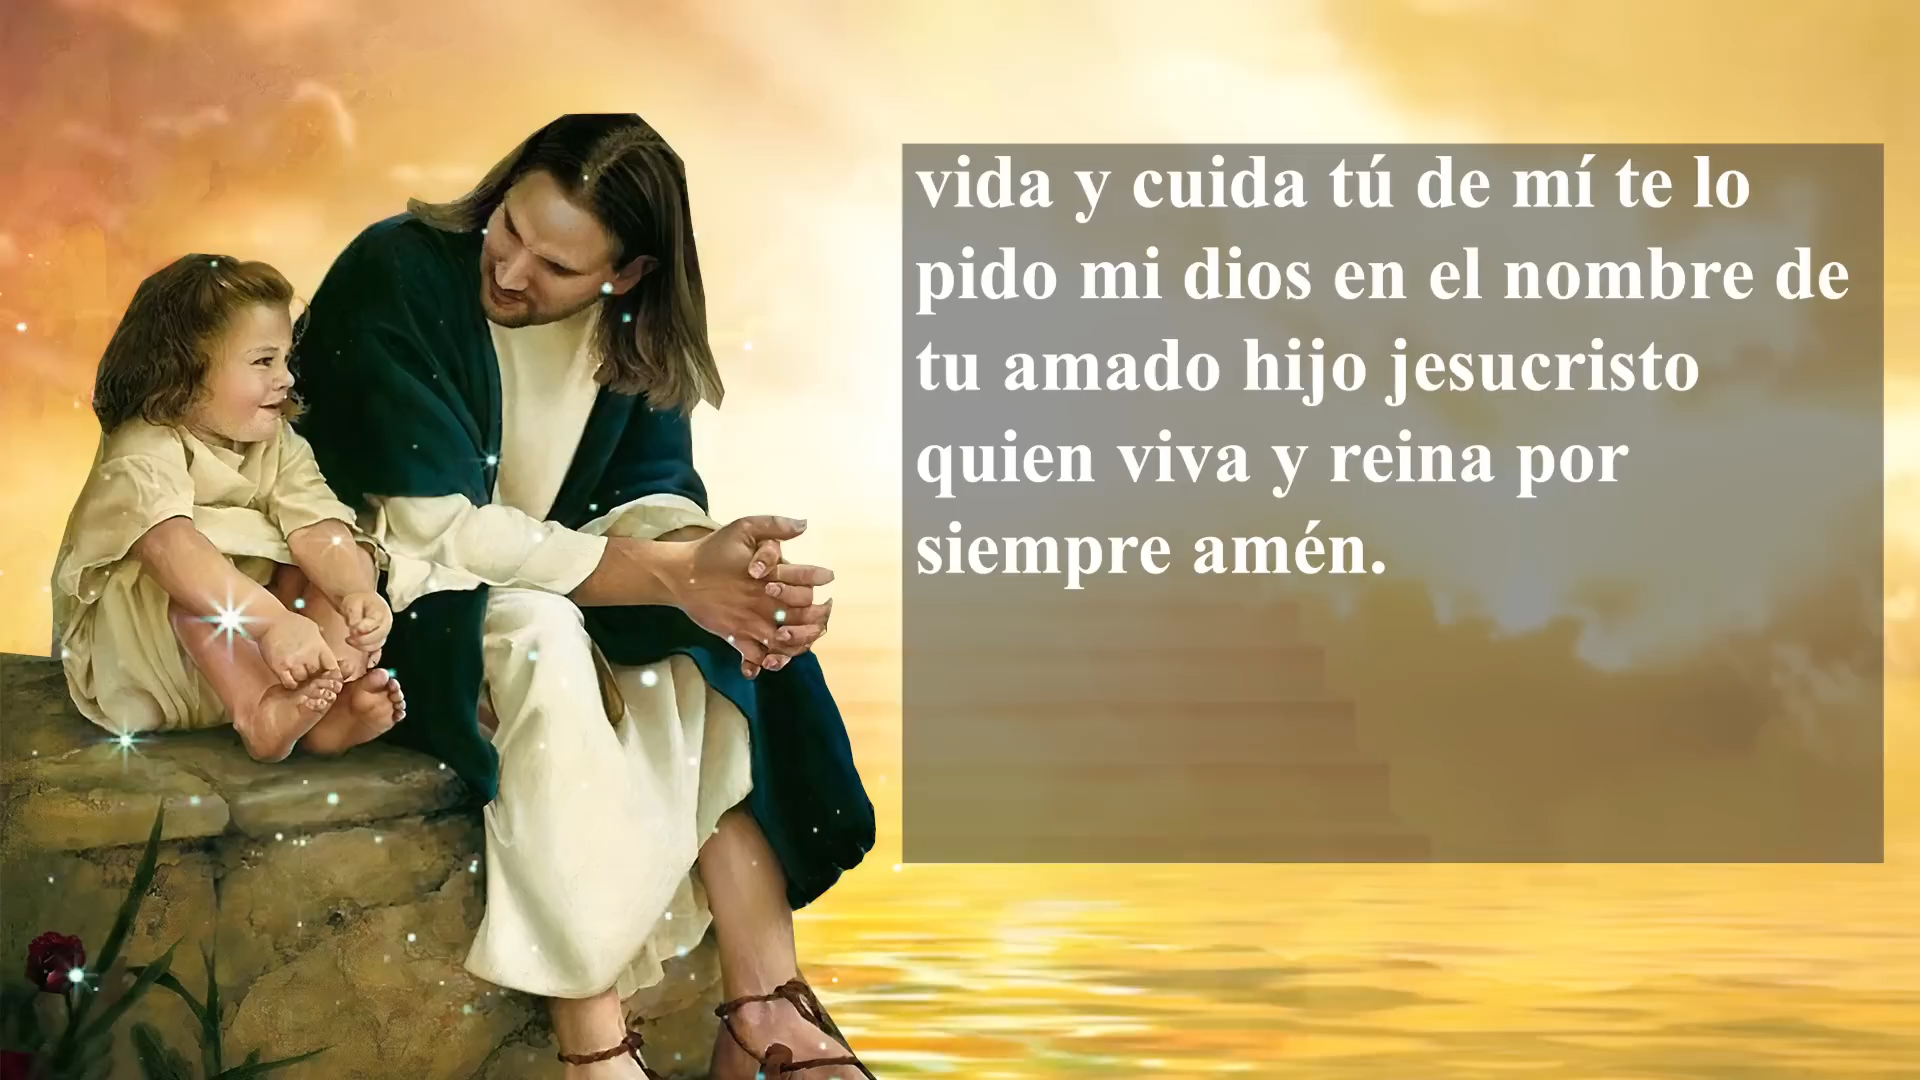 vida y cuida tú de mí te lo
pido mi dios en el nombre de
tu amado hijo jesucristo
quien viva y reina por
siempre amén.